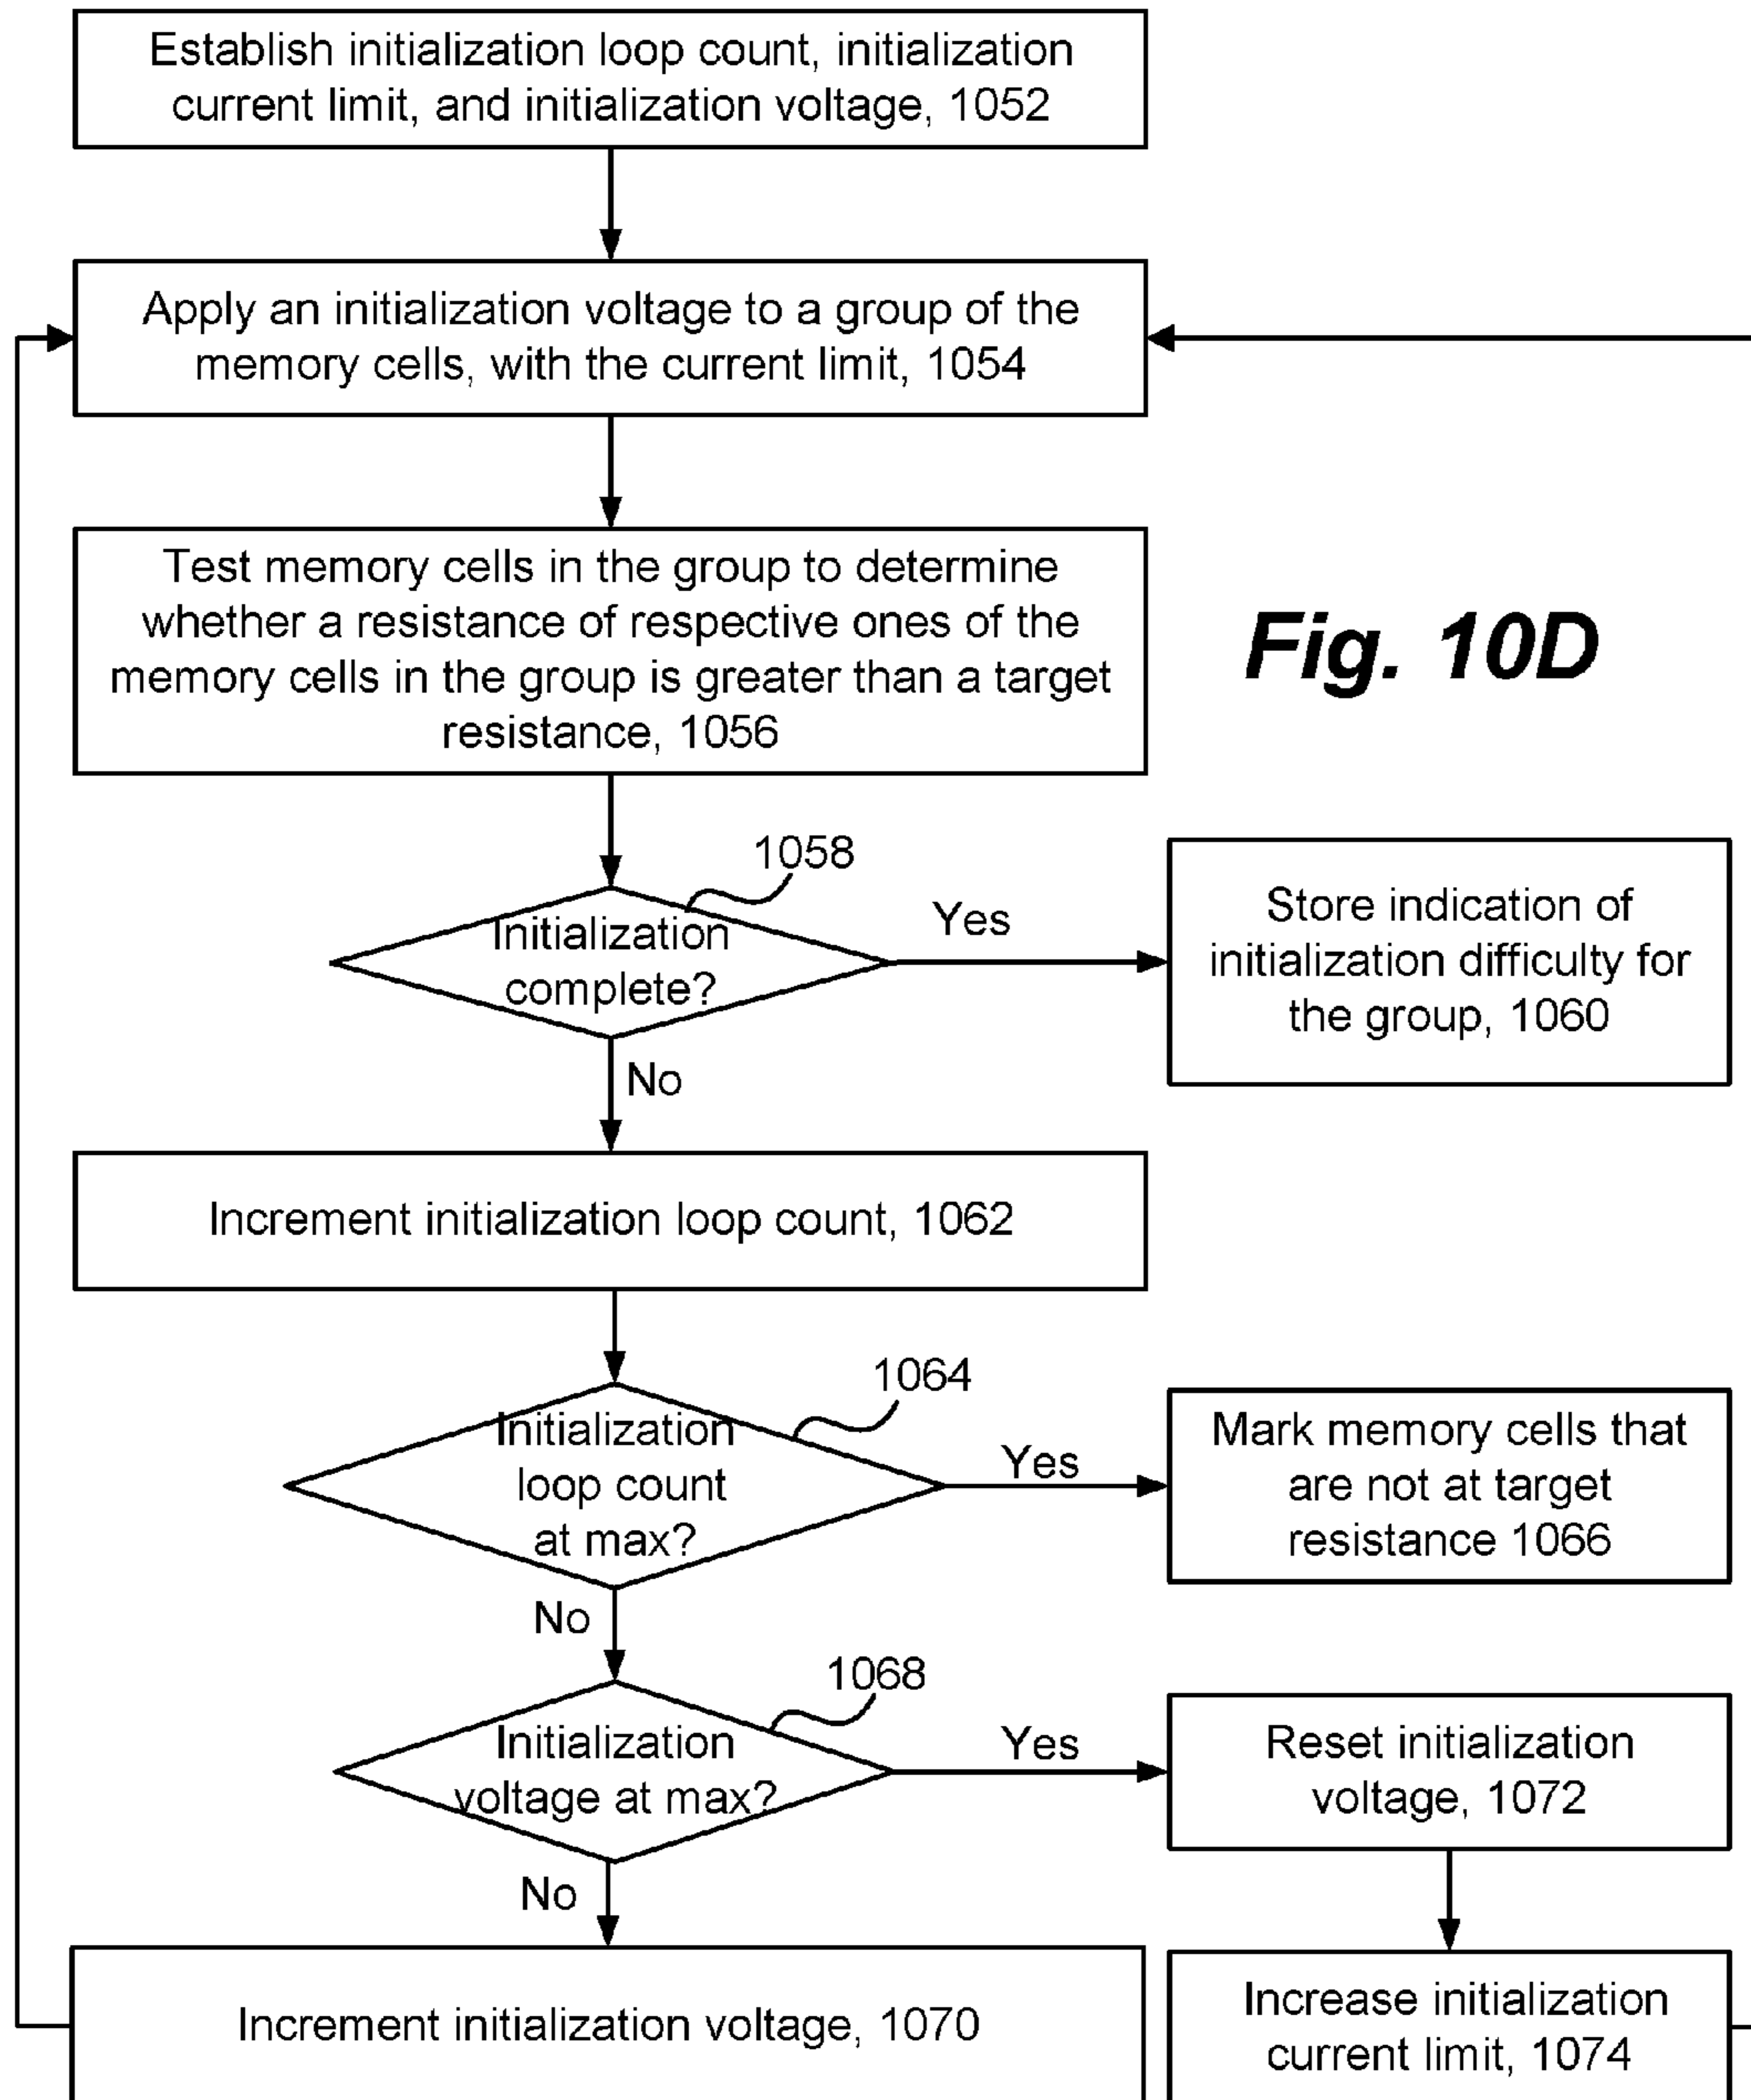 Establish initialization loop count, initialization
current limit, and initialization voltage, 1052
Apply an initialization voltage to a group of the
memory cells, with the current limit, 1054
Test memory cells in the group to determine
whether a resistance of respective ones of the
memory cells in the group is greater than a target
resistance, 1056
Fig. 10D
1058
Initialization
complete?
Yes
Store indication of
initialization difficulty for
the group, 1060
No
Increment initialization loop count, 1062
1064
Initialization
loop count
at max?
Yes
Mark memory cells that
are not at target
resistance 1066
No
1068
Initialization
voltage at max?
Yes
Reset initialization
voltage, 1072
No
Increment initialization voltage, 1070
Increase initialization
current limit, 1074